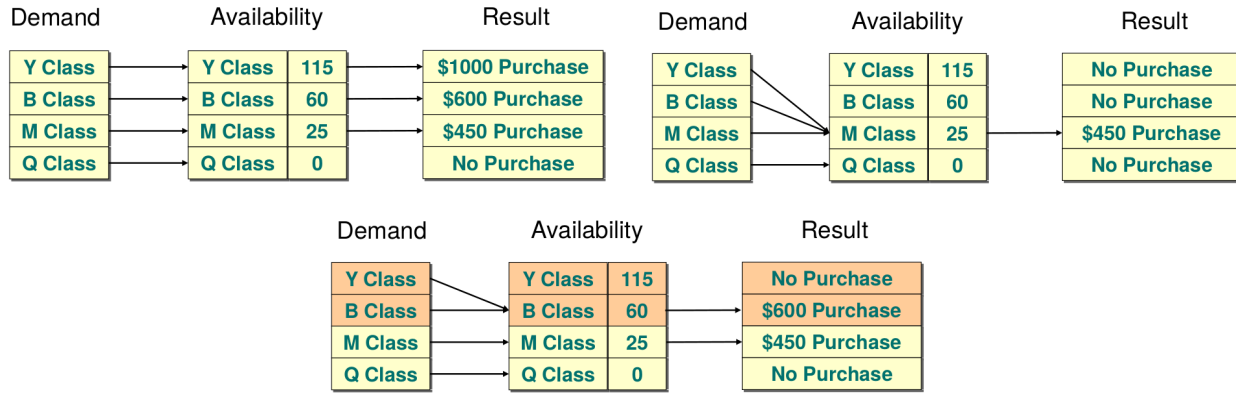 Demand Availability Result
Y Class Y Class 115 $1000 Purchase
B Class B Class 60 $600 Purchase
M Class M Class 25 $450 Purchase
Q Class Q Class 0 No Purchase
Demand Availability Result
Y Class Y Class 115 No Purchase
B Class B Class 60 No Purchase
M Class M Class 25 $450 Purchase
Q Class Q Class 0 No Purchase
Demand Availability Result
Y Class Y Class 115 No Purchase
B Class B Class 60 $600 Purchase
M Class M Class 25 $450 Purchase
Q Class Q Class 0 No Purchase